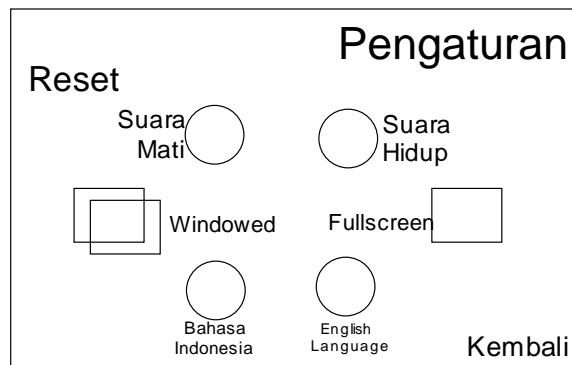 Pengaturan
Reset
Suara
Mati
Suara
Hidup
Windowed
Fullscreen
Bahasa
Indonesia
English
Language
Kembali